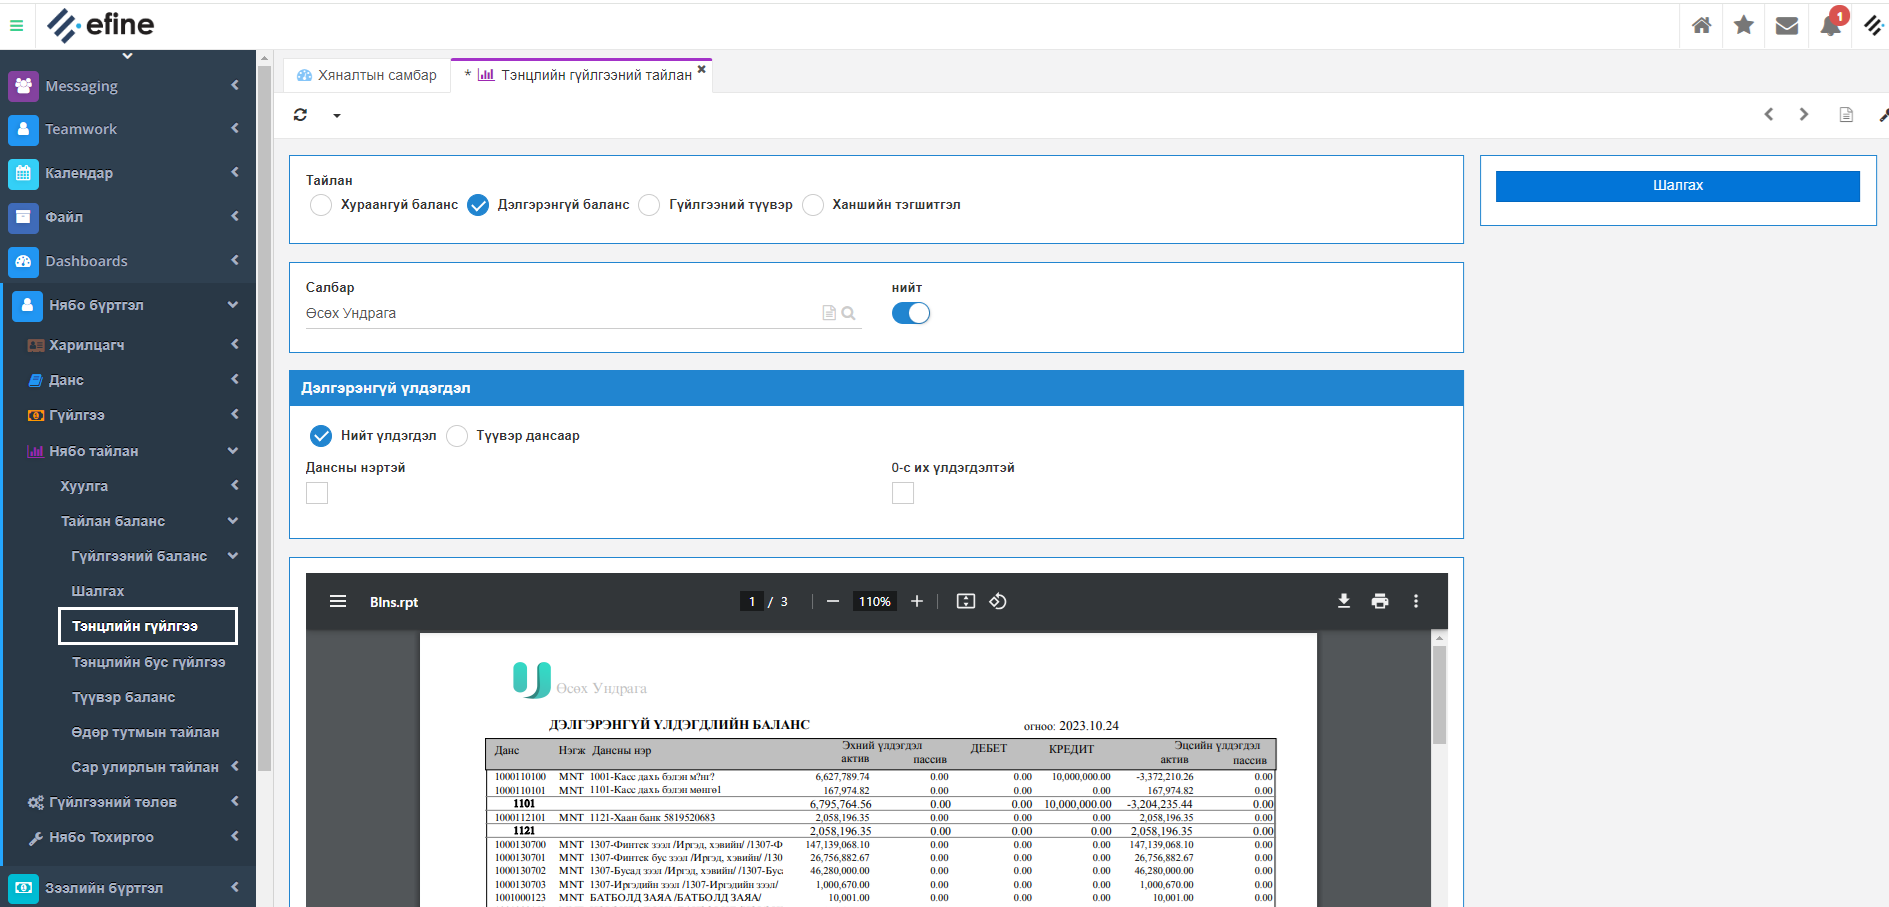 efine
1
Messaging
Teamwork
Календар
Файл
Dashboards
Нябо бүртгэл
Харилцагч
Данс
Гүйлгээ
Нябо тайлан
Хуулга
Тайлан баланс
Гүйлгээний баланс
Шалгах
Тэнцлийн гүйлгээ
Тэнцлийн бус гүйлгээ
Түүвэр баланс
Өдөр тутмын тайлан
Сар улирлын тайлан
Гүйлгээний төлөв
Нябо Тохиргоо
Зээлийн бүртгэл
Хяналтын самбар
* Тэнцлийн гүйлгээний тайлан
Тайлан
Хураангуй баланс Дэлгэрэнгүй баланс Гүйлгээний түүвэр Ханшийн тэгшитгэл
Шалгах
Салбар нийт
Өсөх Ундрага
Дэлгэрэнгүй үлдэгдэл
Нийт үлдэгдэл Түүвэр дансаар
Дансны нэртэй 0-с их үлдэгдэлтэй
Blns.rpt 1 / 3 110%
Өсөх Ундрага
ДЭЛГЭРЭНГҮЙ ҮЛДЭГДЛИЙН БАЛАНС огноо: 2023.10.24
Данс Нэгж Дансны нэр Эхний үлдэгдэл ДЕБЕТ КРЕДИТ Эцсийн үлдэгдэл
актив пассив актив пассив
1000110100 MNT 1001-Касс дахь бэлэн м?нг? 6,627,789.74 0.00 0.00 10,000,000.00 -3,372,210.26 0.00
1000110101 MNT 1101-Касс дахь бэлэн мөнгө1 167,974.82 0.00 0.00 0.00 167,974.82 0.00
1101 6,795,764.56 0.00 0.00 10,000,000.00 -3,204,235.44 0.00
1000112101 MNT 1121-Хаан банк 5819520683 2,058,196.35 0.00 0.00 0.00 2,058,196.35 0.00
1121 2,058,196.35 0.00 0.00 0.00 2,058,196.35 0.00
1000130700 MNT 1307-Финтек зээл /Иргэд, хэвийн/ /1307-Ф 147,139,068.10 0.00 0.00 0.00 147,139,068.10 0.00
1000130701 MNT 1307-Финтек бус зээл /Иргэд, хэвийн/ /130 26,756,882.67 0.00 0.00 0.00 26,756,882.67 0.00
1000130702 MNT 1307-Бусад зээл /Иргэд, хэвийн/ /1307-Бус 46,280,000.00 0.00 0.00 0.00 46,280,000.00 0.00
1000130703 MNT 1307-Иргэдийн зээл /1307-Иргэдийн зээл/ 1,000,670.00 0.00 0.00 0.00 1,000,670.00 0.00
1001000123 MNT БАТБОЛД ЗАЯА /БАТБОЛД ЗАЯА/ 10,001.00 0.00 0.00 0.00 10,001.00 0.00